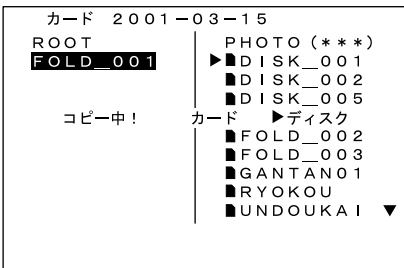 カード 2001-03-15
ROOT
FOLD_001
PHOTO(***)
▶DISK_001
DISK_002
DISK_005
コピー中! カード ▶ディスク
FOLD_002
FOLD_003
GANTAN01
RYOKOU
UNDOUKAI ▼